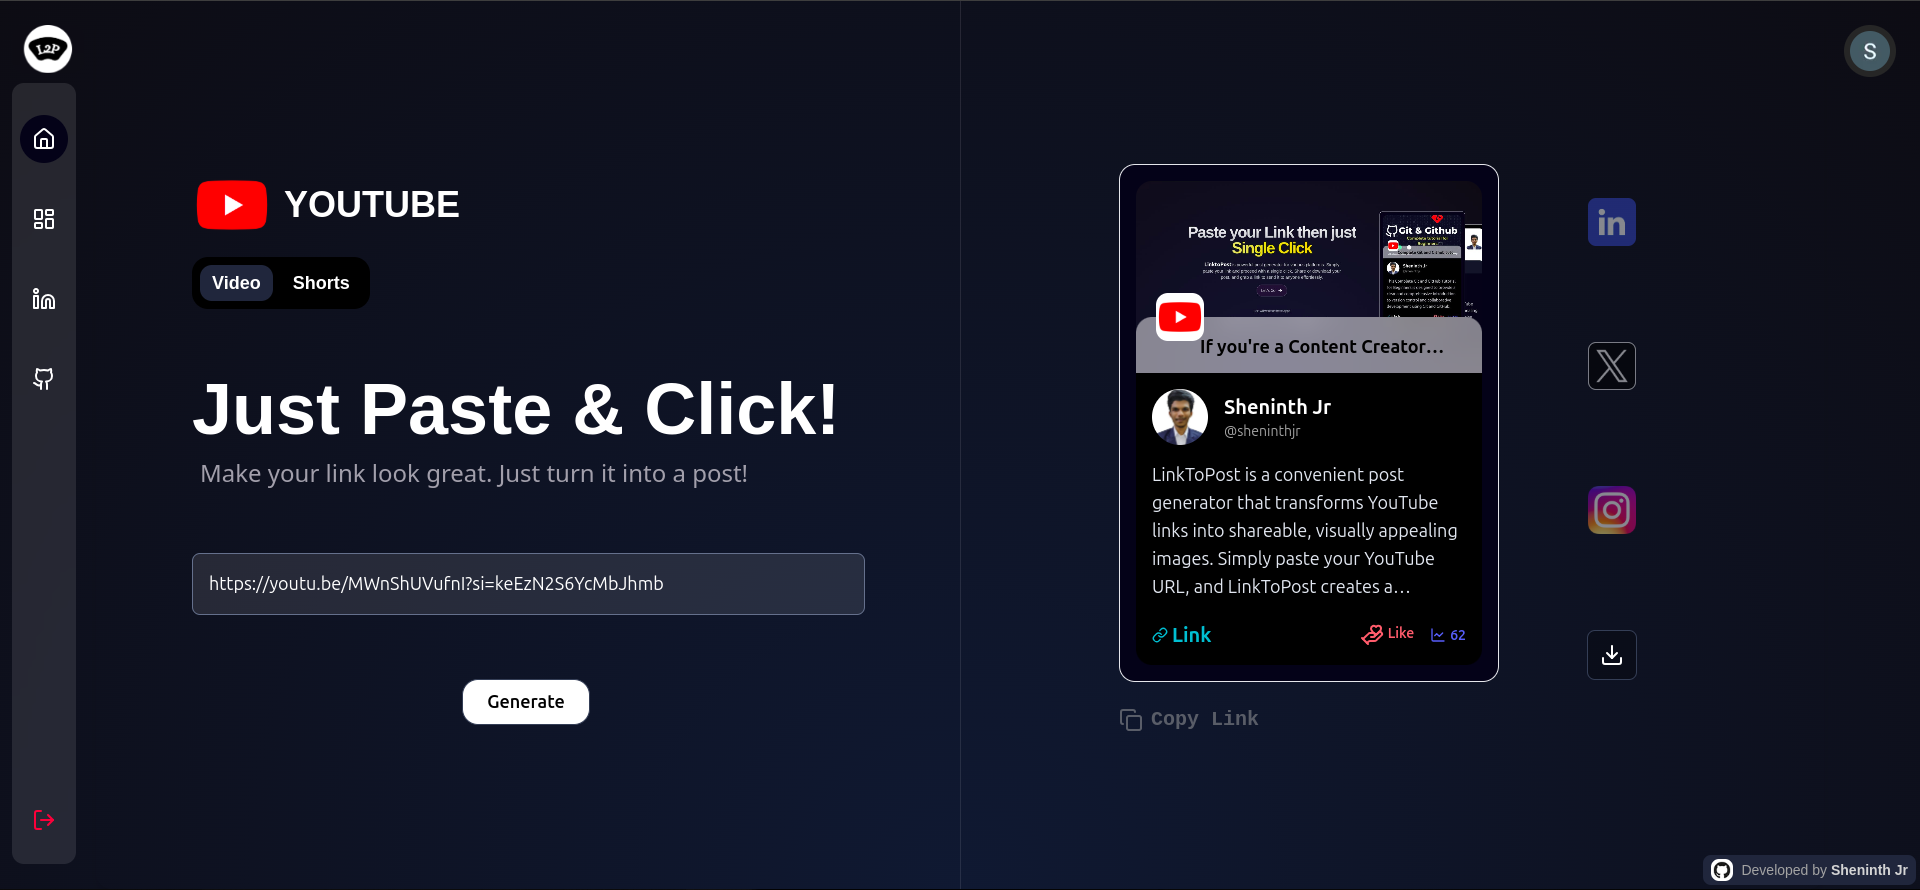 L2P
S
YOUTUBE
Video Shorts
Just Paste & Click!
Make your link look great. Just turn it into a post!
https://youtu.be/MWnShUVufnI?si=keEzN2S6YcMbJhmb
Generate
Paste your Link then just
Single Click
Git & Github
If you're a Content Creator...
Sheninth Jr
@sheninthjr
LinkToPost is a convenient post
generator that transforms YouTube
links into shareable, visually appealing
images. Simply paste your YouTube
URL, and LinkToPost creates a...
Link Like 62
Copy Link
in
X
Developed by Sheninth Jr